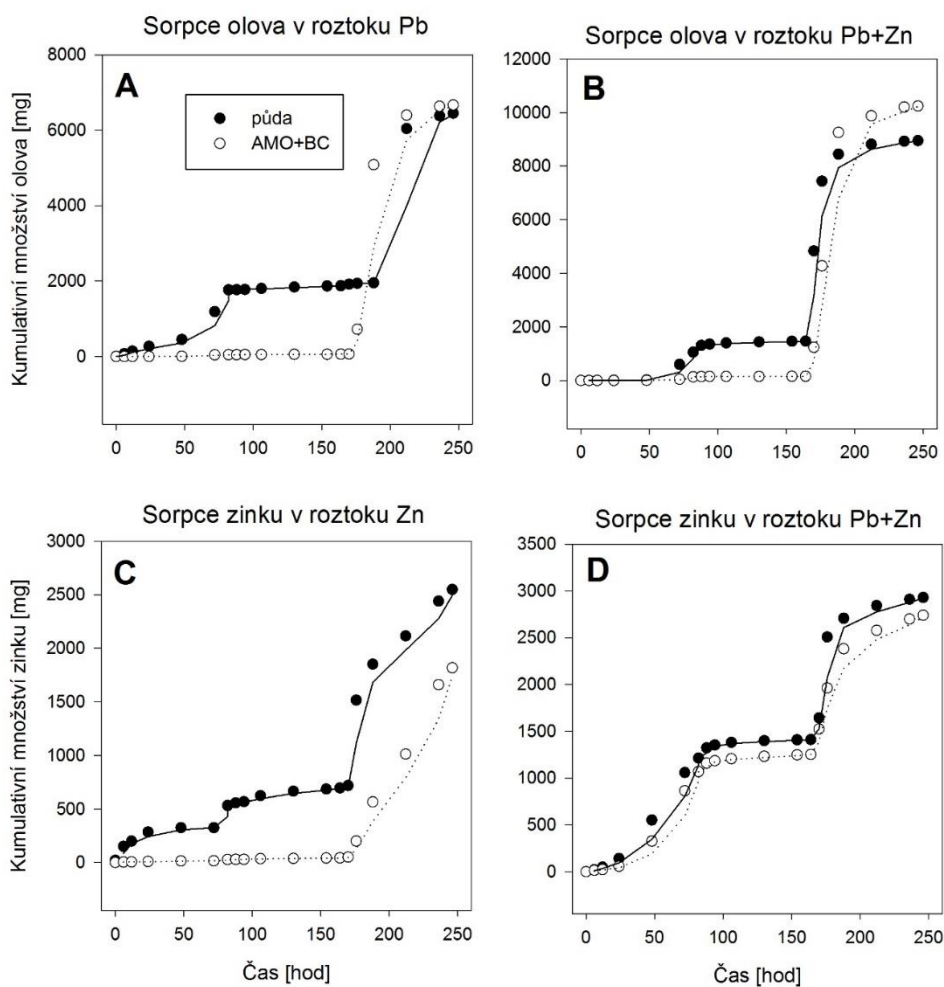 Sorpce olova v roztoku Pb
A
půda
AMO+BC
Kumulativní množství olova [mg]
8000
6000
4000
2000
0
0 50 100 150 200 250
Sorpce olova v roztoku Pb+Zn
B
12000
10000
8000
6000
4000
2000
0
0 50 100 150 200 250
Sorpce zinku v roztoku Zn
C
Kumulativní množství zinku [mg]
3000
2500
2000
1500
1000
500
0
0 50 100 150 200 250
Čas [hod]
Sorpce zinku v roztoku Pb+Zn
D
3500
3000
2500
2000
1500
1000
500
0
0 50 100 150 200 250
Čas [hod]